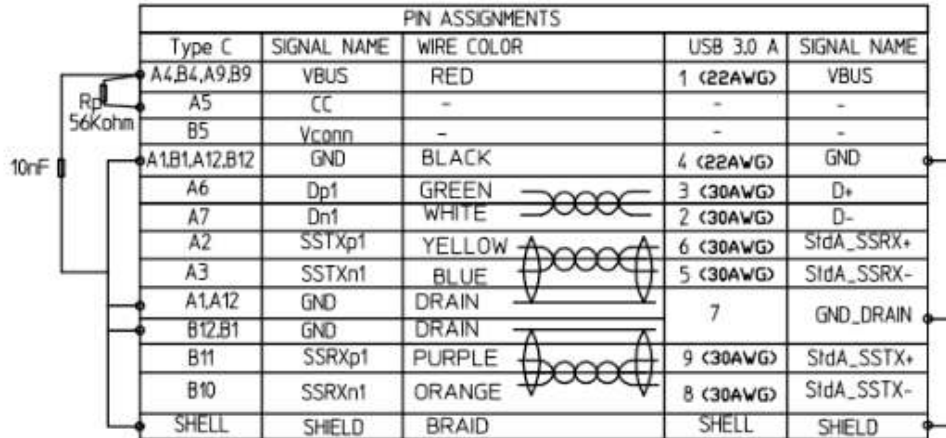 PIN ASSIGNMENTS
Type C SIGNAL NAME WIRE COLOR USB 3.0 A SIGNAL NAME
A4,B4,A9,B9 VBUS RED 1 (22AWG) VBUS
Rp
56Kohm
A5 CC - - -
B5 Vconn - - -
10nF
A1,B1,A12,B12 GND BLACK 4 (22AWG) GND
A6 Dp1 GREEN 3 (30AWG) D+
A7 Dn1 WHITE 2 (30AWG) D-
A2 SSTXp1 YELLOW 6 (30AWG) StdA_SSRX+
A3 SSTXn1 BLUE 5 (30AWG) StdA_SSRX-
A1,A12 GND DRAIN
7 GND_DRAIN
B12,B1 GND DRAIN
B11 SSRXp1 PURPLE 9 (30AWG) StdA_SSTX+
B10 SSRXn1 ORANGE 8 (30AWG) StdA_SSTX-
SHELL SHIELD BRAID SHELL SHIELD